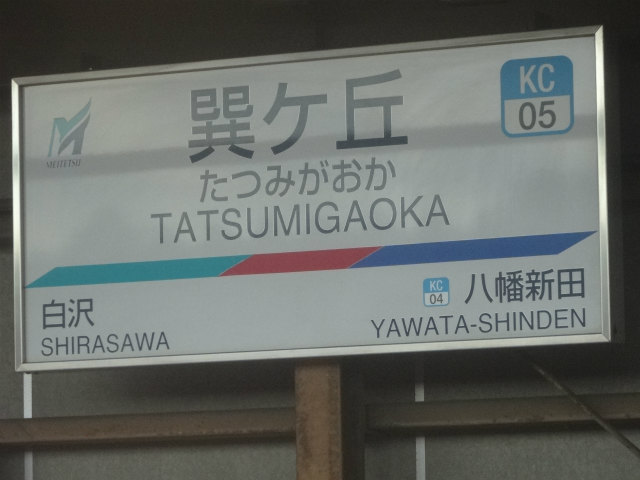 MEITETSU
巽ケ丘
KC
05
たつみがおか
TATSUMIGAOKA
白沢
SHIRASAWA
KC
04
八幡新田
YAWATA-SHINDEN